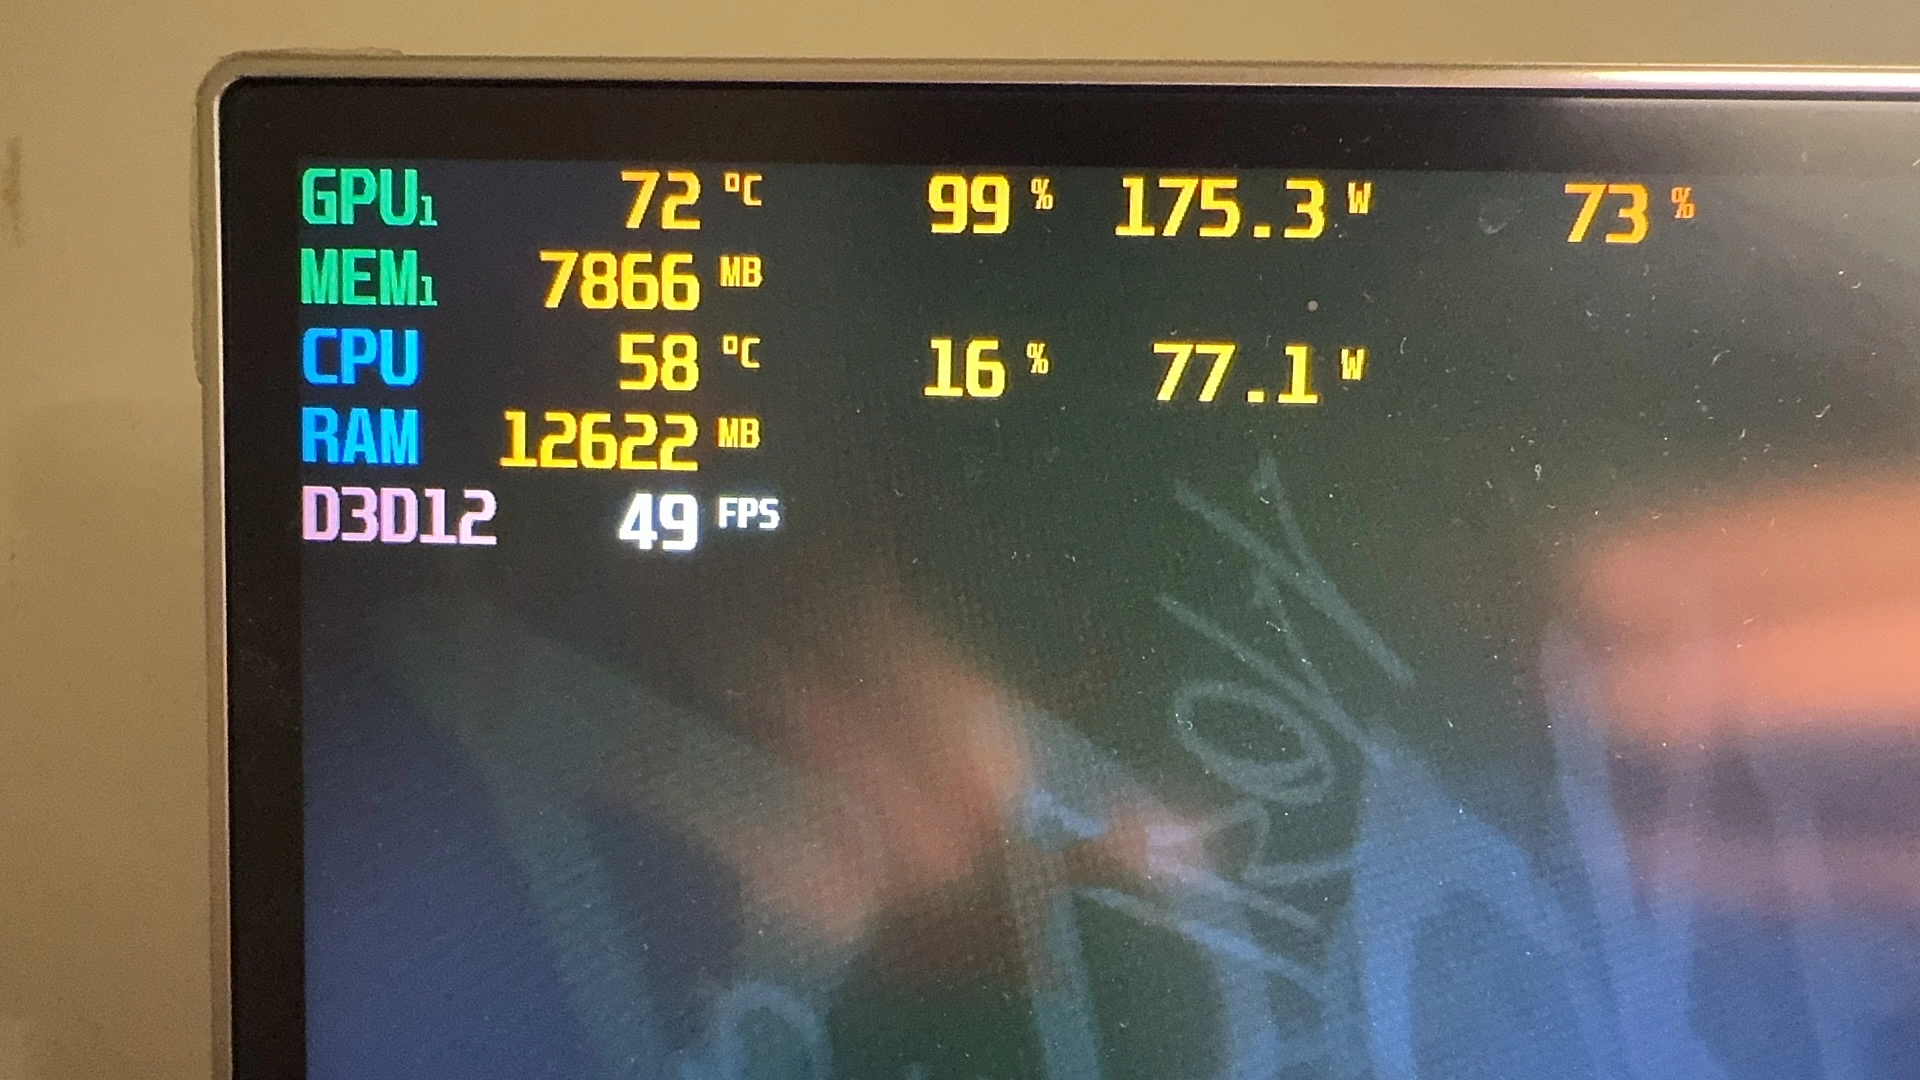 GPU1 72 °C 99 % 175.3 W 73 %
MEM1 7866 MB
CPU 58 °C 16 % 77.1 W
RAM 12622 MB
D3D12 49 FPS